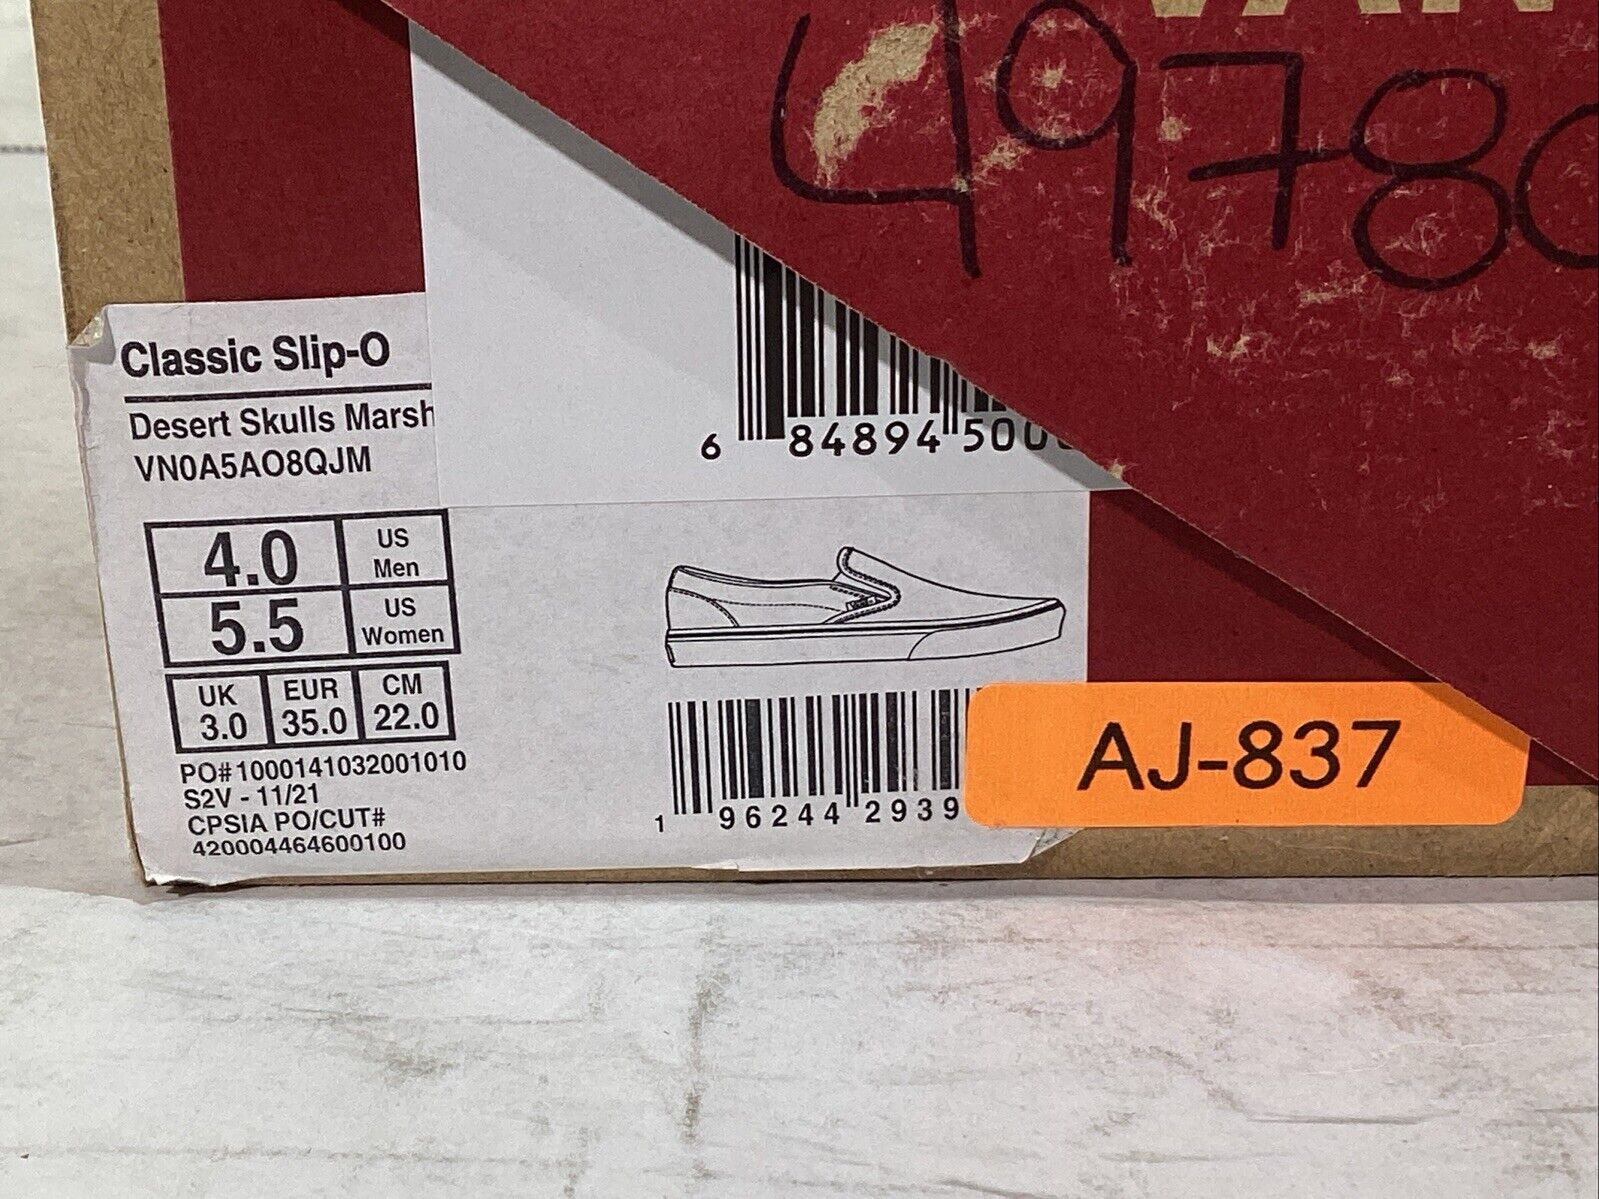 VAN
49780
Classic Slip-O
Desert Skulls Marsh
VN0A5AO8QJM
6 84894 500
4.0 US Men
5.5 US Women
UK 3.0 EUR 35.0 CM 22.0
PO# 1000141032001010
S2V - 11/21
CPSIA PO/CUT#
420004464600100
1 96244 2939
AJ-837